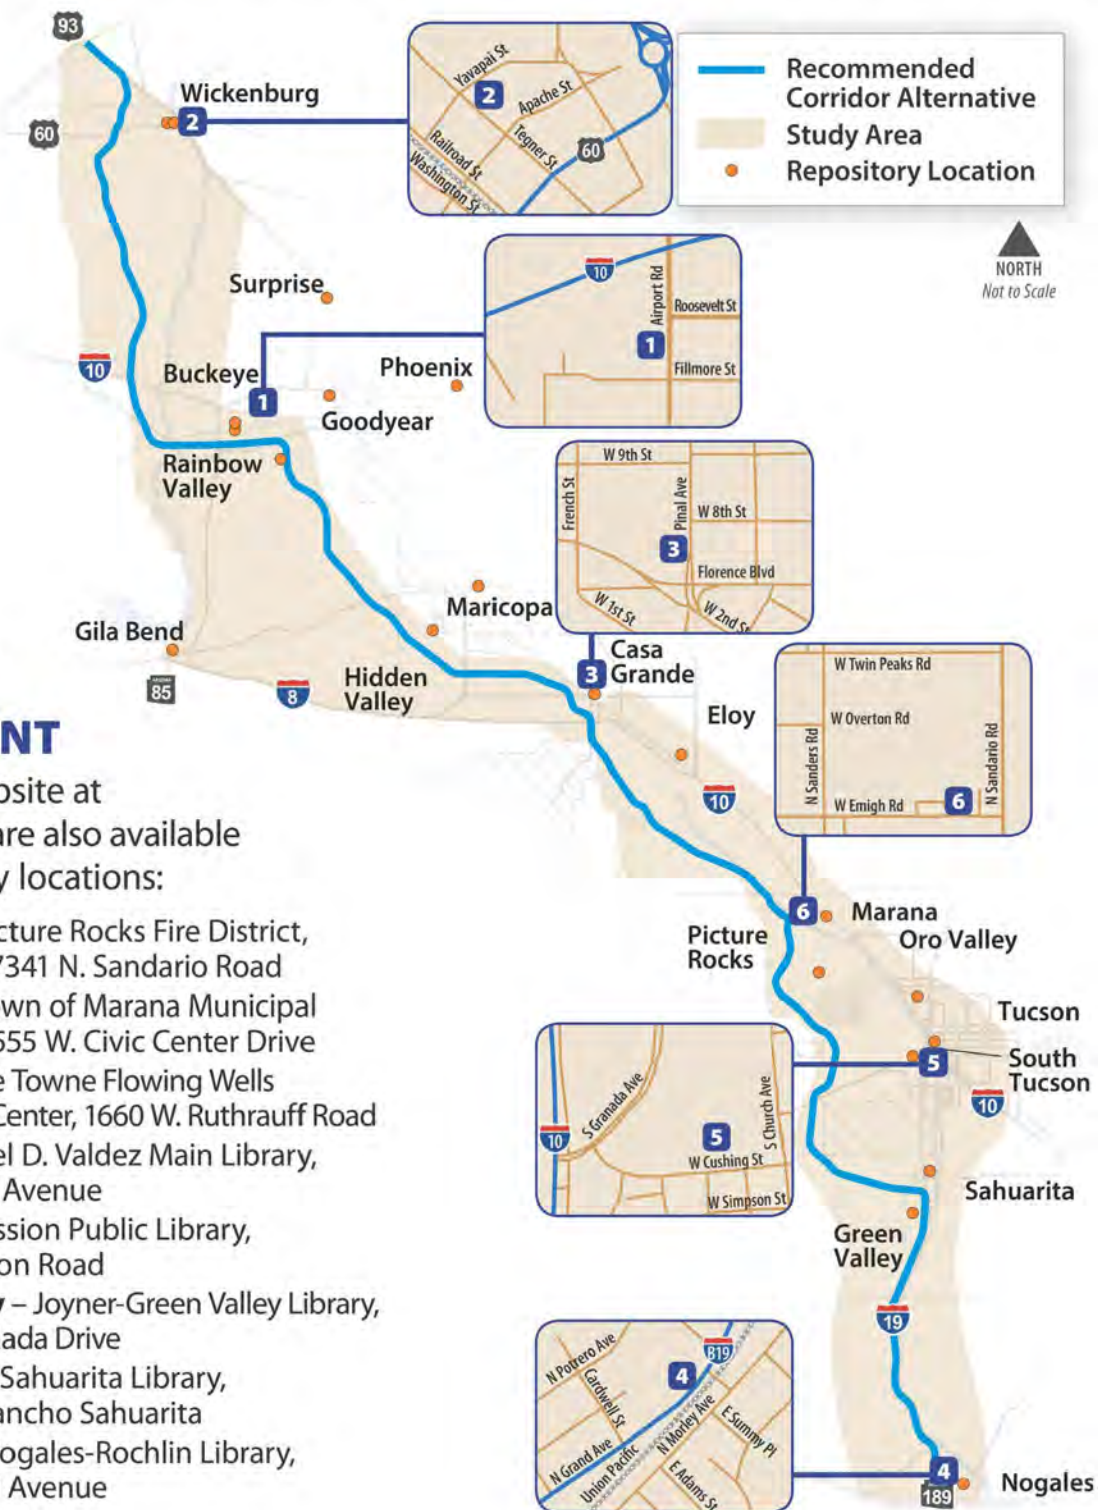 93
Wickenburg
2
60
Yavapai St
2
Apache St
Tegner St
Railroad St
Washington St
60
Recommended
Corridor Alternative
Study Area
Repository Location
NORTH
Not to Scale
Surprise
10
Airport Rd
Roosevelt St
1
Fillmore St
10
Buckeye
1
Phoenix
Goodyear
Rainbow
Valley
W 9th St
French St
Pinal Ave
W 8th St
3
Florence Blvd
W 1st St
W 2nd St
Maricopa
Gila Bend
85
8
Hidden
Valley
3
Casa
Grande
Eloy
10
W Twin Peaks Rd
W Overton Rd
N Sanders Rd
N Sandario Rd
W Emigh Rd
6
NT
osite at
are also available
y locations:
cture Rocks Fire District,
7341 N. Sandario Road
own of Marana Municipal
555 W. Civic Center Drive
e Towne Flowing Wells
Center, 1660 W. Ruthrauff Road
el D. Valdez Main Library,
Avenue
ssion Public Library,
on Road
y – Joyner-Green Valley Library,
ada Drive
Sahuarita Library,
ancho Sahuarita
ogales-Rochlin Library,
Avenue
6
Marana
Picture
Rocks
Oro Valley
Tucson
5
South
Tucson
10
S Granada Ave
S Church Ave
10
5
W Cushing St
W Simpson St
Sahuarita
Green
Valley
19
N Potrero Ave
B19
4
Cardwell St
N Grand Ave
Union Pacific
N Morley Ave
E Summy Pl
E Adams St
4
189
Nogales